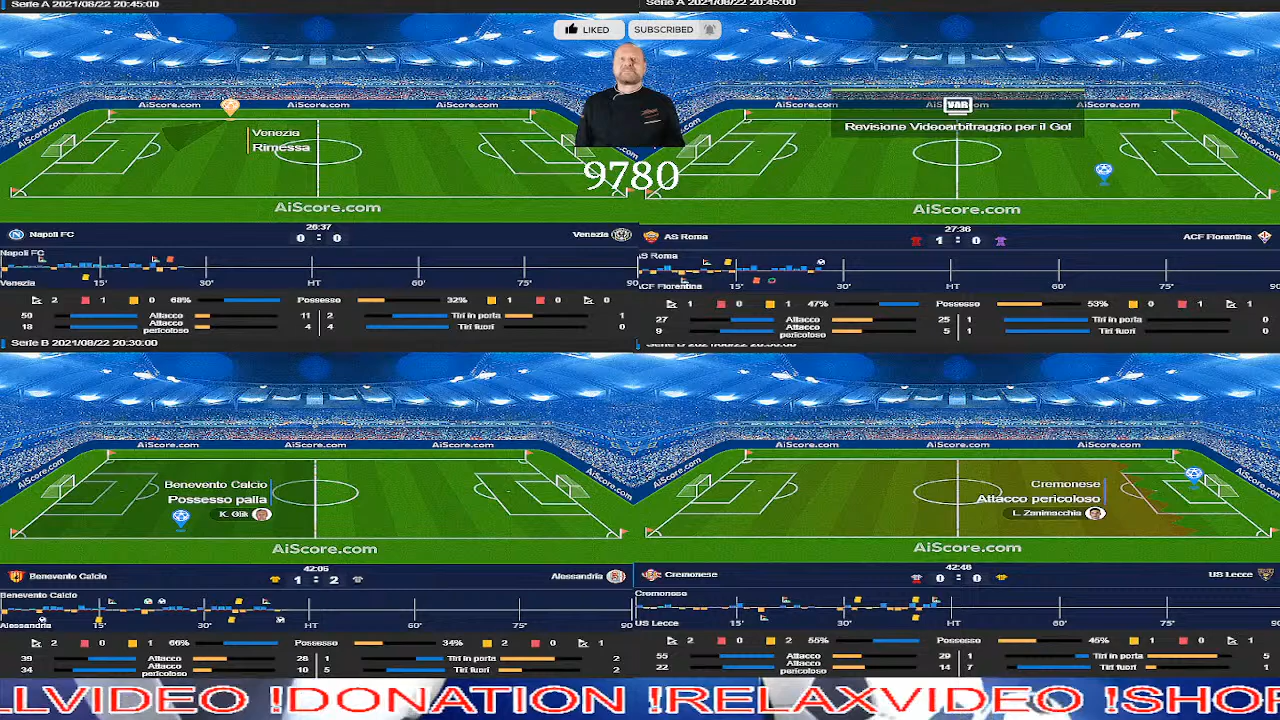 Serie A 2021/08/22 20:45:00
Serie A 2021/08/22 20:45:00
LIKED
SUBSCRIBED
AiScore.com AiScore.com AiScore.com
AiScore.com AiScore.com
VAR
Revisione Videoarbitraggio per il Gol
Venezia
Rimessa
9780
AiScore.com
AiScore.com
26:37
Napoli FC 0 : 0 Venezia
27:36
AS Roma 1 : 0 ACF Fiorentina
Napoli FC
Venezia 15' 30' HT 60' 75' 90
AS Roma
ACF Fiorentina 15' 30' HT 60' 75' 90
2 1 0 68% Possesso 32% 1 0 0
50 Attacco 11 2 Tiri in porta 1
18 Attacco pericoloso 4 4 Tiri fuori 0
1 0 1 47% Possesso 53% 0 1 1
27 Attacco 25 1 Tiri in porta 0
9 Attacco pericoloso 5 1 Tiri fuori 0
Serie B 2021/08/22 20:30:00
AiScore.com AiScore.com AiScore.com
AiScore.com AiScore.com AiScore.com
Benevento Calcio
Possesso palla
K. Glik
Cremonese
Attacco pericoloso
L. Zanimacchia
AiScore.com
AiScore.com
42:05
Benevento Calcio 1 : 2 Alessandria
42:46
Cremonese 0 : 0 US Lecce
Benevento Calcio
Alessandria 15' 30' HT 60' 75' 90
Cremonese
US Lecce 15' 30' HT 60' 75' 90
2 0 1 66% Possesso 34% 2 0 1
39 Attacco 28 1 Tiri in porta 2
14 Attacco pericoloso 10 5 Tiri fuori 2
2 0 2 55% Possesso 45% 1 0 1
55 Attacco 29 1 Tiri in porta 5
22 Attacco pericoloso 14 7 Tiri fuori 1
LLVIDEO !DONATION !RELAXVIDEO !SHOP